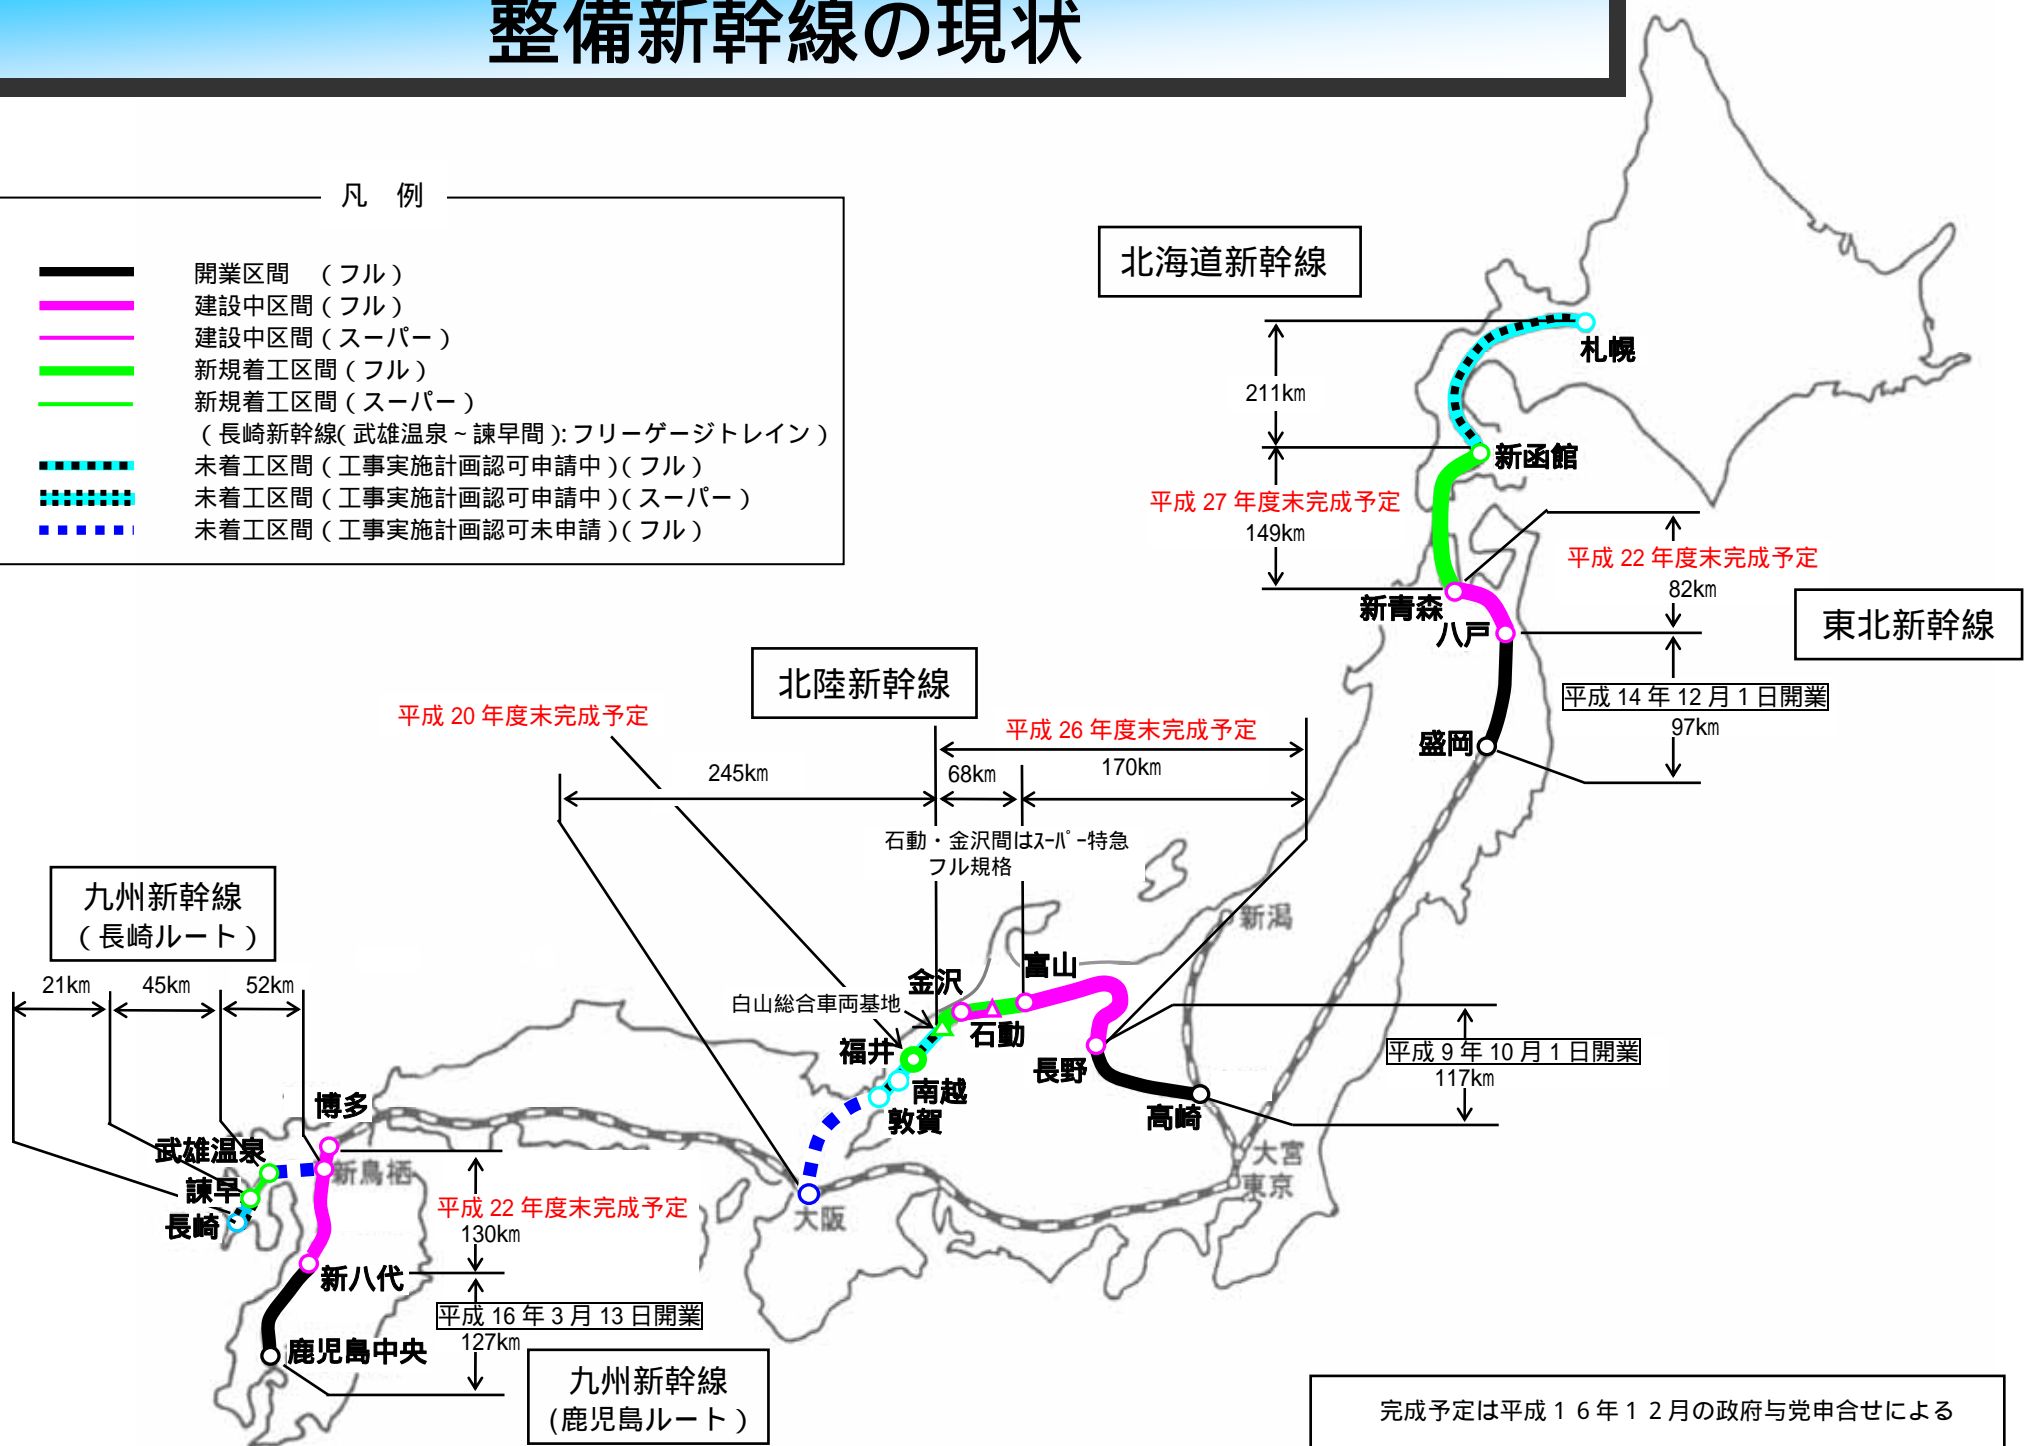 整備新幹線の現状
凡 例
開業区間 （フル）
建設中区間（フル）
建設中区間（スーパー）
新規着工区間（フル）
新規着工区間（スーパー）
（長崎新幹線(武雄温泉~諫早間):フリーゲージトレイン）
未着工区間（工事実施計画認可申請中）（フル）
未着工区間（工事実施計画認可申請中）（スーパー）
未着工区間（工事実施計画認可未申請）（フル）
北海道新幹線
札幌
211km
新函館
平成 27 年度末完成予定
149km
平成 22 年度末完成予定
82km
新青森
八戸
東北新幹線
平成 14 年 12 月 1 日開業
97km
盛岡
北陸新幹線
平成 20 年度末完成予定
平成 26 年度末完成予定
245km
68km
170km
石動・金沢間はｽｰﾊﾟｰ特急
フル規格
新潟
富山
金沢
白山総合車両基地
石動
福井
長野
南越
敦賀
平成 9 年 10 月 1 日開業
117km
高崎
大宮
東京
大阪
九州新幹線
（長崎ルート）
21km
45km
52km
博多
武雄温泉
新鳥栖
諫早
長崎
平成 22 年度末完成予定
130km
新八代
平成 16 年 3 月 13 日開業
127km
鹿児島中央
九州新幹線
(鹿児島ルート）
完成予定は平成１６年１２月の政府与党申合せによる